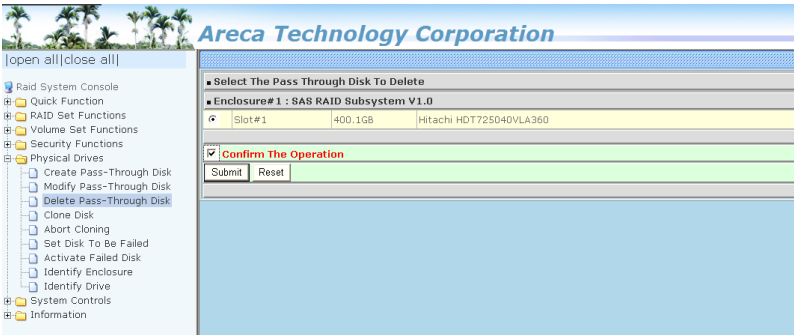 Areca Technology Corporation
|open all|close all|
Raid System Console
Quick Function
RAID Set Functions
Volume Set Functions
Security Functions
Physical Drives
Create Pass-Through Disk
Modify Pass-Through Disk
Delete Pass-Through Disk
Clone Disk
Abort Cloning
Set Disk To Be Failed
Activate Failed Disk
Identify Enclosure
Identify Drive
System Controls
Information
Select The Pass Through Disk To Delete
Enclosure#1 : SAS RAID Subsystem V1.0
Slot#1 400.1GB Hitachi HDT725040VLA360
Confirm The Operation
Submit Reset